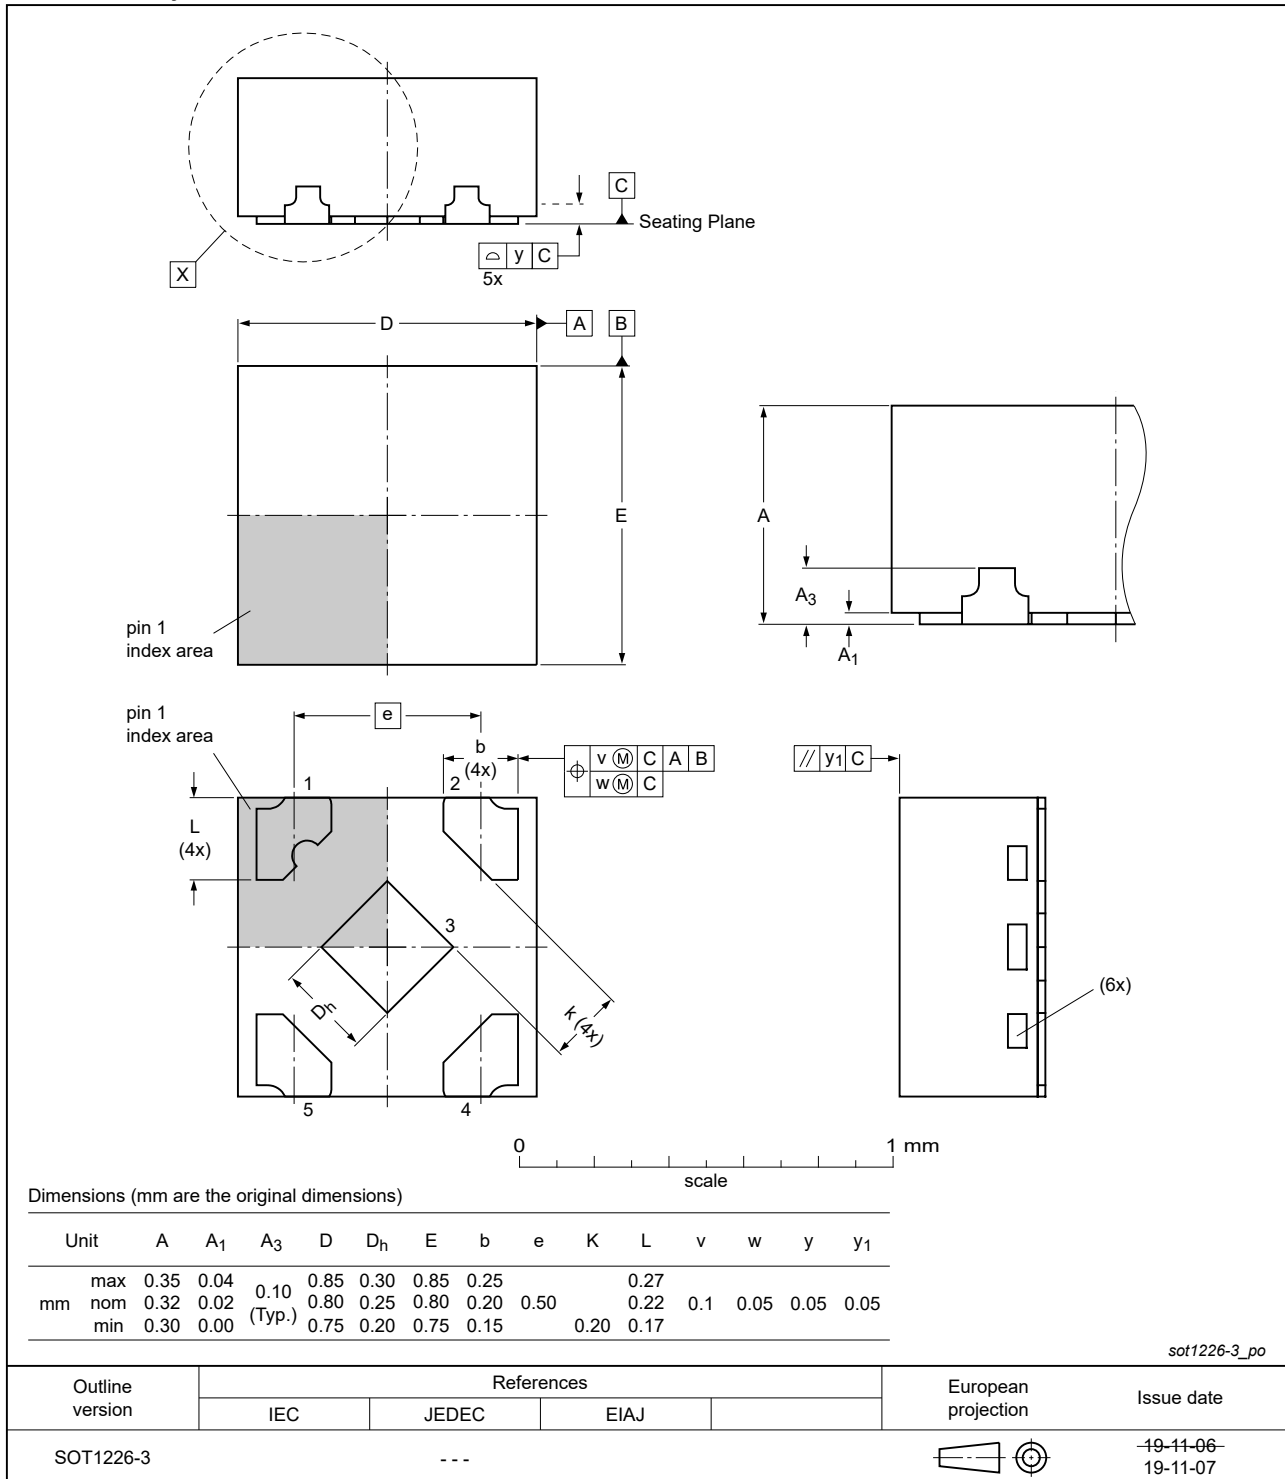 C
Seating Plane
y C
5x
X
D
A
B
E
pin 1
index area
A
A3
A1
pin 1
index area
e
b
(4x)
v M C A B
w M C
// y1 C
1
2
L
(4x)
3
Dh
k (4x)
(6x)
5
4
0
1 mm
scale
Dimensions (mm are the original dimensions)
Unit A A1 A3 D Dh E b e K L v w y y1
mm
max 0.35 0.04 0.85 0.30 0.85 0.25 0.27
0.10 (Typ.)
nom 0.32 0.02 0.80 0.25 0.80 0.20 0.50 0.22 0.1 0.05 0.05 0.05
min 0.30 0.00 0.75 0.20 0.75 0.15 0.20 0.17
sot1226-3_po
Outline version
References
European projection
Issue date
IEC JEDEC EIAJ
SOT1226-3
- - -
19-11-06
19-11-07